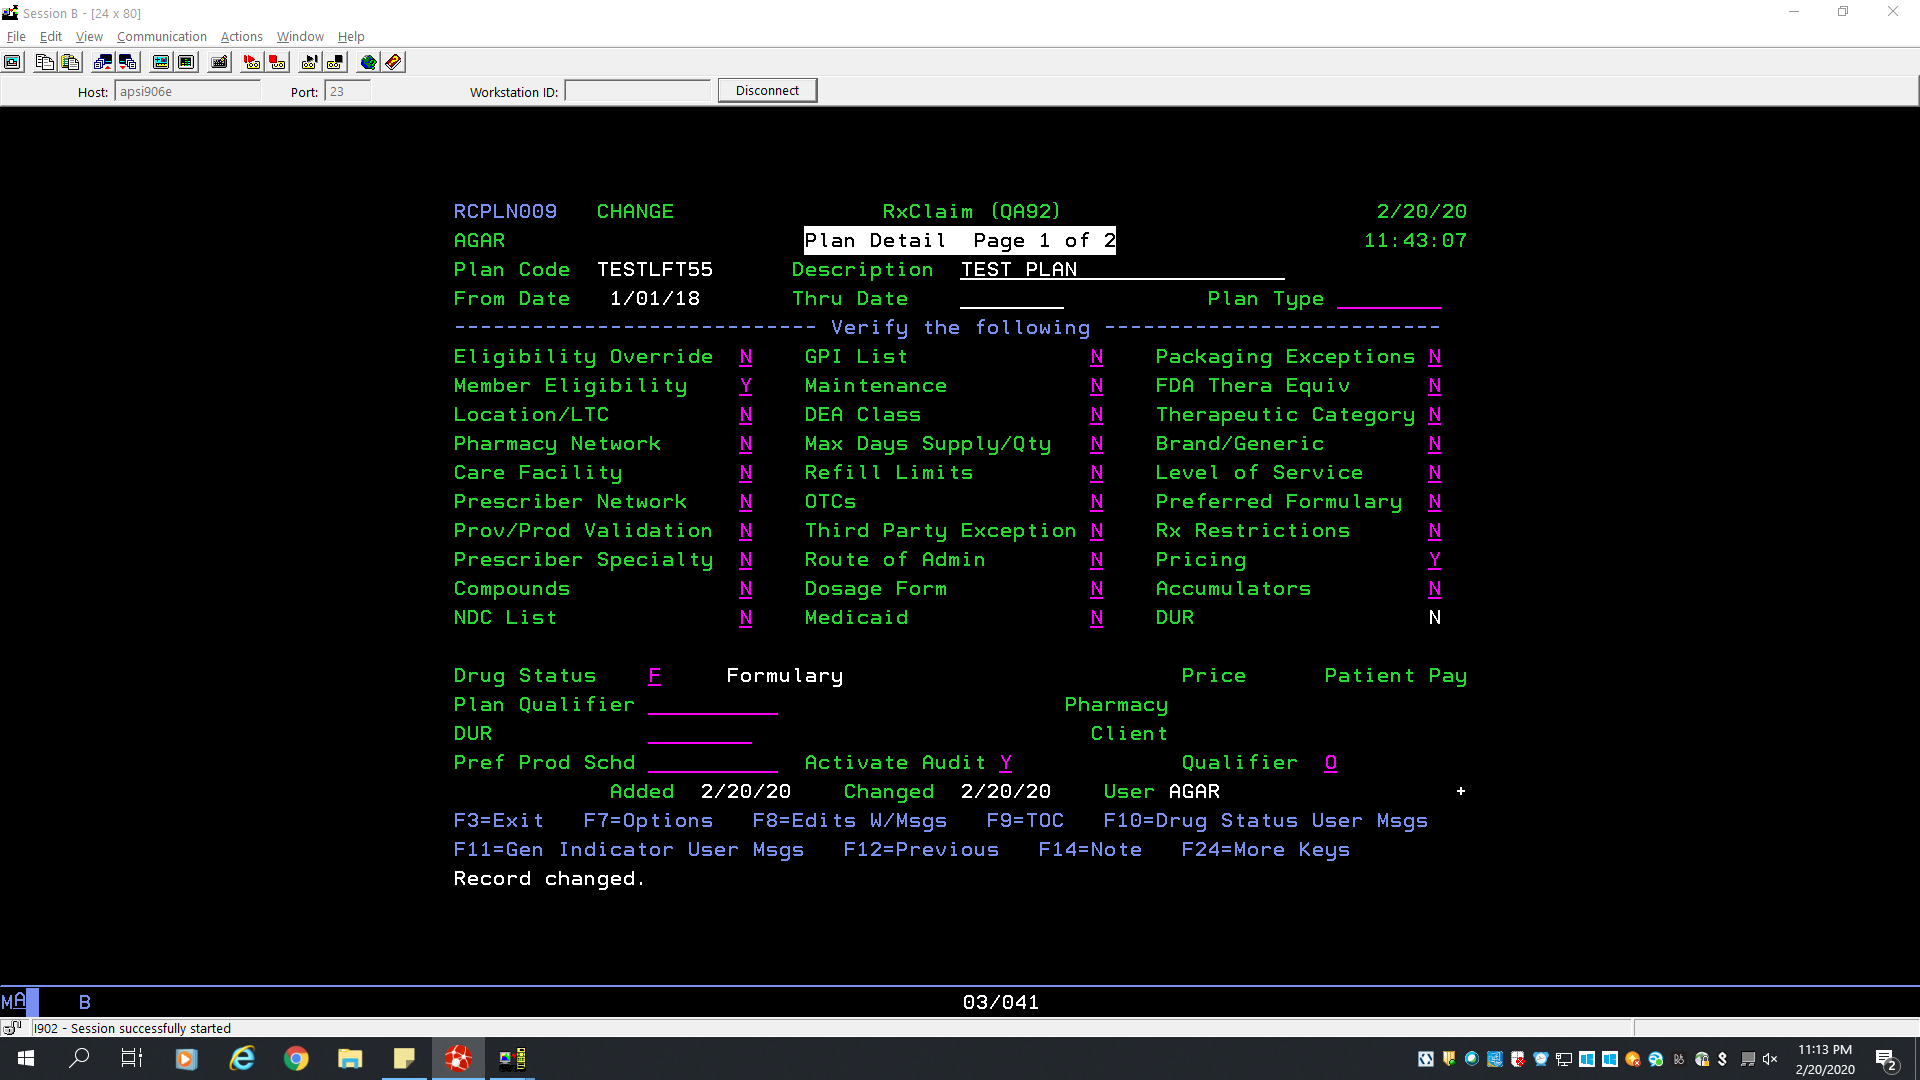 Session B - [24 x 80]
File Edit View Communication Actions Window Help
Host: apsi906e Port: 23 Workstation ID: Disconnect
RCPLN009 CHANGE RxClaim (QA92) 2/20/20
AGAR Plan Detail Page 1 of 2 11:43:07
Plan Code TESTLFT55 Description TEST PLAN
From Date 1/01/18 Thru Date Plan Type
---------------------------- Verify the following --------------------------
Eligibility Override N GPI List N Packaging Exceptions N
Member Eligibility Y Maintenance N FDA Thera Equiv N
Location/LTC N DEA Class N Therapeutic Category N
Pharmacy Network N Max Days Supply/Qty N Brand/Generic N
Care Facility N Refill Limits N Level of Service N
Prescriber Network N OTCs N Preferred Formulary N
Prov/Prod Validation N Third Party Exception N Rx Restrictions N
Prescriber Specialty N Route of Admin N Pricing Y
Compounds N Dosage Form N Accumulators N
NDC List N Medicaid N DUR N
Drug Status F Formulary Price Patient Pay
Plan Qualifier Pharmacy
DUR Client
Pref Prod Schd Activate Audit Y Qualifier O
Added 2/20/20 Changed 2/20/20 User AGAR +
F3=Exit F7=Options F8=Edits W/Msgs F9=TOC F10=Drug Status User Msgs
F11=Gen Indicator User Msgs F12=Previous F14=Note F24=More Keys
Record changed.
MA B 03/041
I902 - Session successfully started
11:13 PM
2/20/2020
2